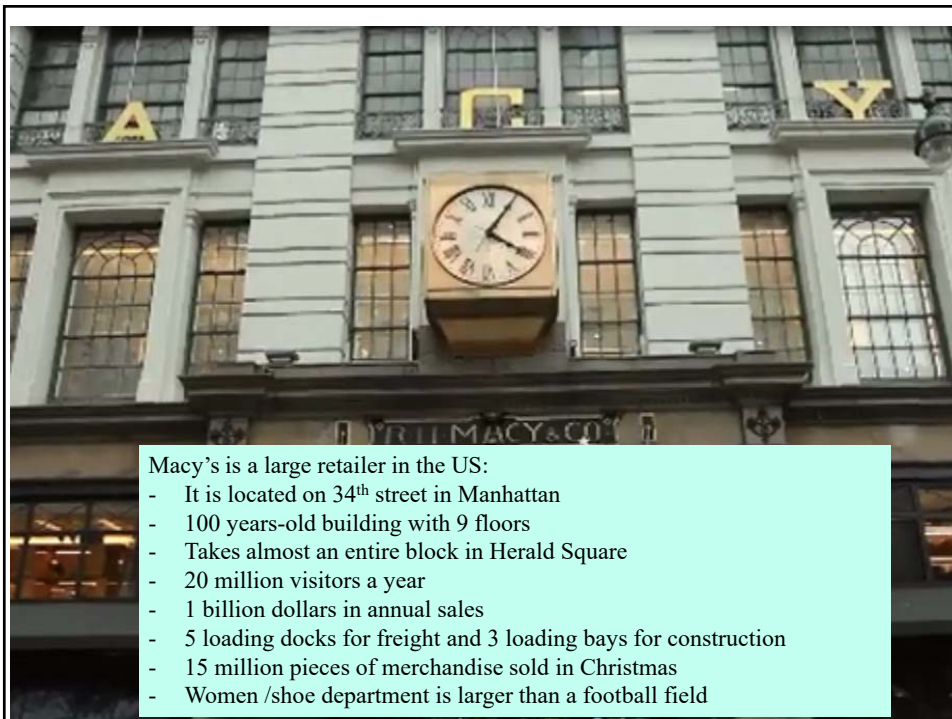 A C Y
R.H. MACY & CO.
Macy's is a large retailer in the US:
- It is located on 34th street in Manhattan
- 100 years-old building with 9 floors
- Takes almost an entire block in Herald Square
- 20 million visitors a year
- 1 billion dollars in annual sales
- 5 loading docks for freight and 3 loading bays for construction
- 15 million pieces of merchandise sold in Christmas
- Women /shoe department is larger than a football field